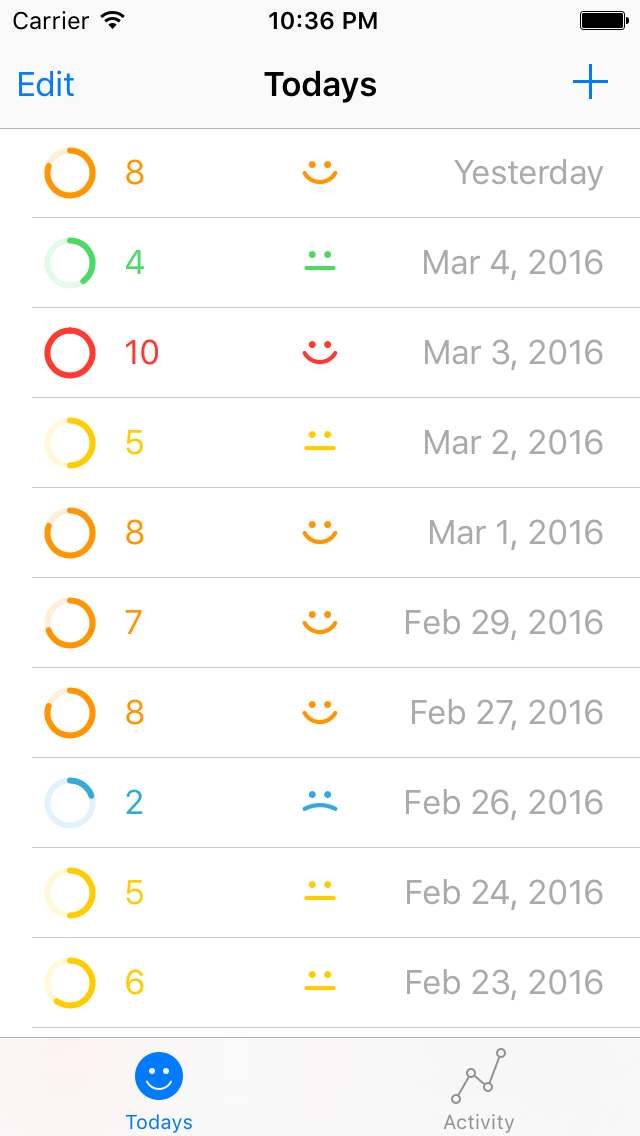 Carrier 10:36 PM
Edit Todays +
8 Yesterday
4 Mar 4, 2016
10 Mar 3, 2016
5 Mar 2, 2016
8 Mar 1, 2016
7 Feb 29, 2016
8 Feb 27, 2016
2 Feb 26, 2016
5 Feb 24, 2016
6 Feb 23, 2016
Todays Activity